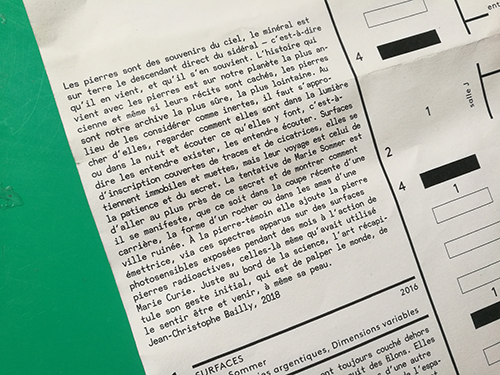 Les pierres sont des souvenirs du ciel, le minéral est
sur terre le descendant direct du sidéral — c'est-à-dire
qu'il en vient, et qu'il s'en souvient. L'histoire qui
vient avec les pierres est sur notre planète la plus an-
cienne et même si leurs récits sont cachés, les pierres
sont notre archive la plus sûre, la plus lointaine. Au
lieu de les considérer comme inertes, il faut s'appro-
cher d'elles, regarder comment elles sont dans la lumière
ou dans la nuit et écouter ce qu'elles y font, c'est-à-
dire les entendre exister, les entendre écouter. Surfaces
d'inscription couvertes de traces et de cicatrices, elles se
tiennent immobiles et muettes, mais leur voyage est celui de
la patience et du secret. La tentative de Marie Sommer est
d'aller au plus près de ce secret et de montrer comment
il se manifeste, que ce soit dans la coupe récente d'une
carrière, la forme d'un rocher ou dans les amas d'une
ville ruinée. À la pierre-témoin elle ajoute la pierre
émettrice, via ces spectres apparus sur des surfaces
photosensibles exposées pendant des mois à l'action de
pierres radioactives, celles-là même qu'avait utilisé
Marie Curie. Juste au bord de la science, l'art récapi-
tule son geste initial, qui est de palper le monde, de
le sentir être et venir, à même sa peau.
Jean-Christophe Bailly, 2018
2016
SURFACES
Sommer
argentiques, Dimensions variables
ont toujours couché dehors
nuit des filons. Elles
d'une autre
l'espa-
4
1
salle J
2
4
1
ent